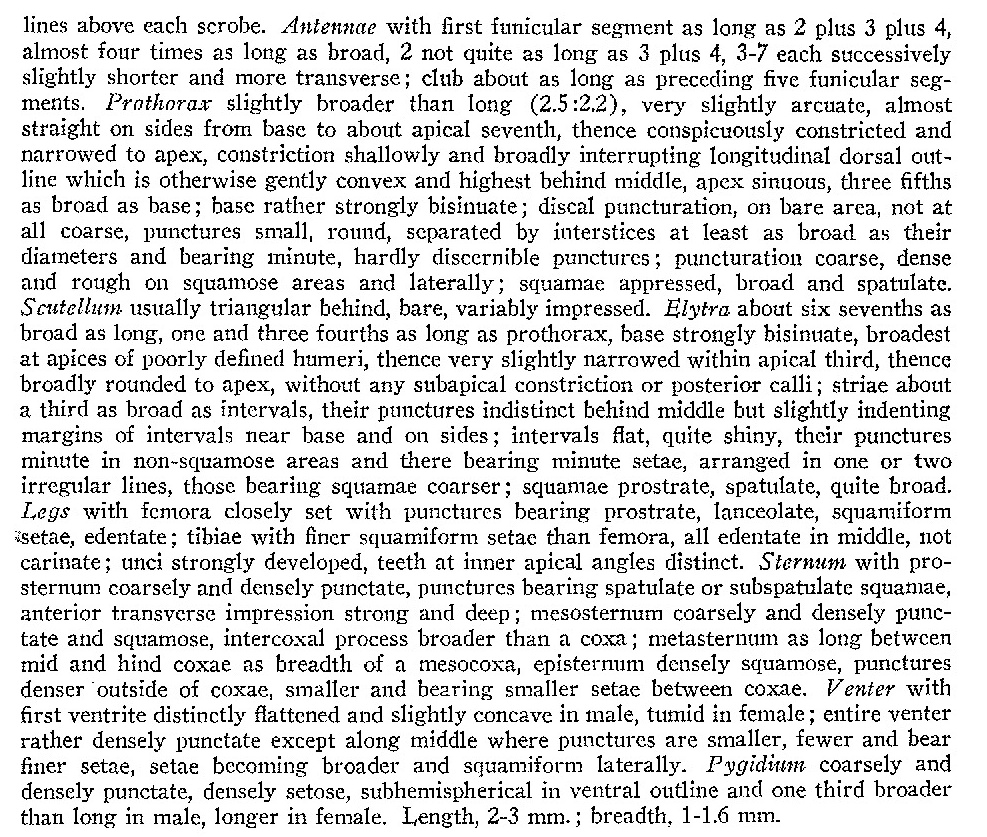 lines above each scrobe. Antennae with first funicular segment as long as 2 plus 3 plus 4,
almost four times as long as broad, 2 not quite as long as 3 plus 4, 3-7 each successively
slightly shorter and more transverse; club about as long as preceding five funicular seg-
ments. Prothorax slightly broader than long (2.5:2.2), very slightly arcuate, almost
straight on sides from base to about apical seventh, thence conspicuously constricted and
narrowed to apex, constriction shallowly and broadly interrupting longitudinal dorsal out-
line which is otherwise gently convex and highest behind middle, apex sinuous, three fifths
as broad as base; base rather strongly bisinuate; discal puncturation, on bare area, not at
all coarse, punctures small, round, separated by interstices at least as broad as their
diameters and bearing minute, hardly discernible punctures; puncturation coarse, dense
and rough on squamose areas and laterally; squamae appressed, broad and spatulate.
Scutellum usually triangular behind, bare, variably impressed. Elytra about six sevenths as
broad as long, one and three fourths as long as prothorax, base strongly bisinuate, broadest
at apices of poorly defined humeri, thence very slightly narrowed within apical third, thence
broadly rounded to apex, without any subapical constriction or posterior calli; striae about
a third as broad as intervals, their punctures indistinct behind middle but slightly indenting
margins of intervals near base and on sides; intervals flat, quite shiny, their punctures
minute in non-squamose areas and there bearing minute setae, arranged in one or two
irregular lines, those bearing squamae coarser; squamae prostrate, spatulate, quite broad.
Legs with femora closely set with punctures bearing prostrate, lanceolate, squamiform
setae, edentate; tibiae with finer squamiform setae than femora, all edentate in middle, not
carinate; unci strongly developed, teeth at inner apical angles distinct. Sternum with pro-
sternum coarsely and densely punctate, punctures bearing spatulate or subspatulate squamae,
anterior transverse impression strong and deep; mesosternum coarsely and densely punc-
tate and squamose, intercoxal process broader than a coxa; metasternum as long between
mid and hind coxae as breadth of a mesocoxa, episternum densely squamose, punctures
denser outside of coxae, smaller and bearing smaller setae between coxae. Venter with
first ventrite distinctly flattened and slightly concave in male, tumid in female; entire venter
rather densely punctate except along middle where punctures are smaller, fewer and bear
finer setae, setae becoming broader and squamiform laterally. Pygidium coarsely and
densely punctate, densely setose, subhemispherical in ventral outline and one third broader
than long in male, longer in female. Length, 2-3 mm.; breadth, 1-1.6 mm.